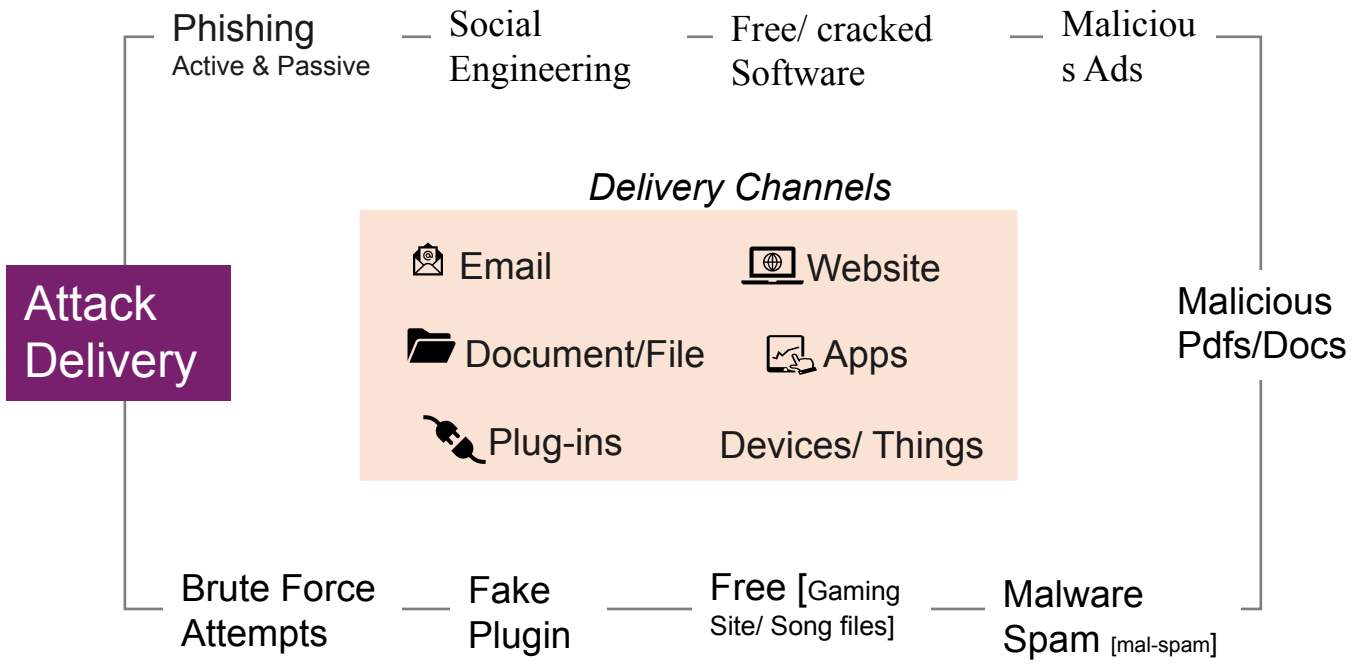 Phishing
Active & Passive
Social
Engineering
Free/ cracked
Software
Maliciou
s Ads
Delivery Channels
Email
Website
Document/File
Apps
Plug-ins
Devices/ Things
Attack
Delivery
Malicious
Pdfs/Docs
Brute Force
Attempts
Fake
Plugin
Free [Gaming
Site/ Song files]
Malware
Spam [mal-spam]